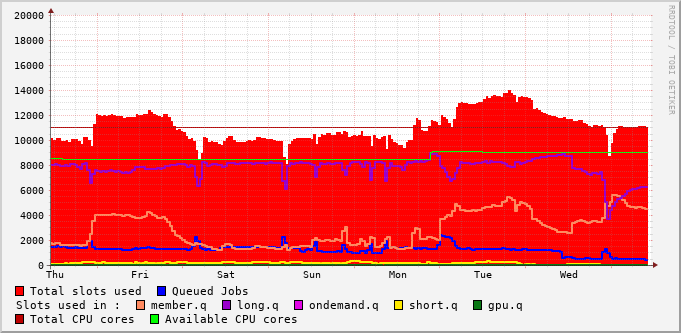 20000
18000
16000
14000
12000
10000
8000
6000
4000
2000
0
Thu Fri Sat Sun Mon Tue Wed
RRDTOOL / TOBI OETIKER
Total slots used Queued Jobs
Slots used in : member.q long.q ondemand.q short.q gpu.q
Total CPU cores Available CPU cores